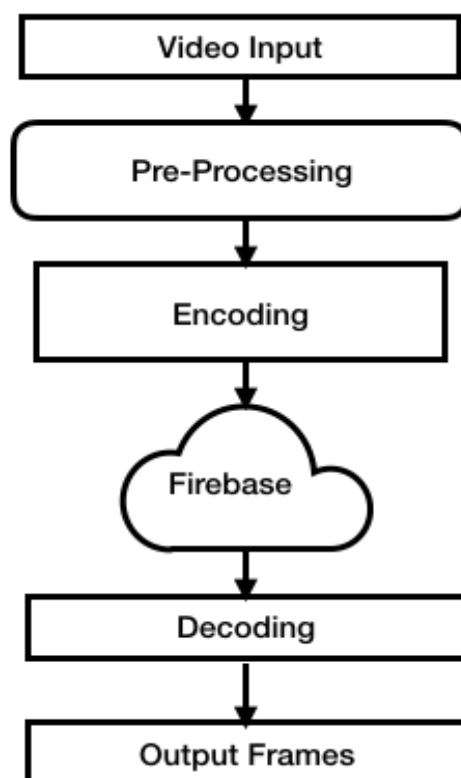 Video Input
Pre-Processing
Encoding
Firebase
Decoding
Output Frames